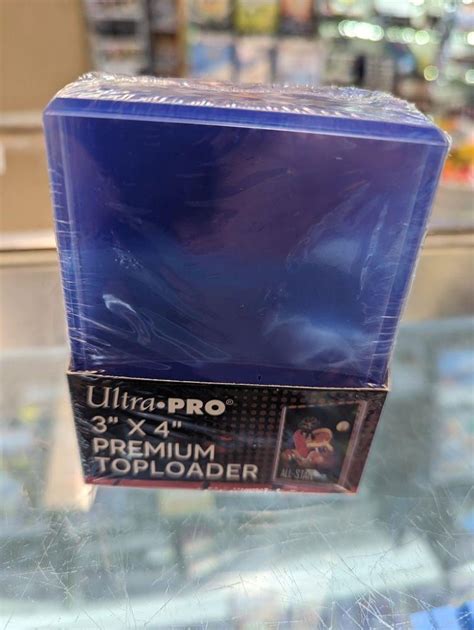 Ultra•PRO®
3" X 4"
PREMIUM
TOPLOADER
ALL-STAR